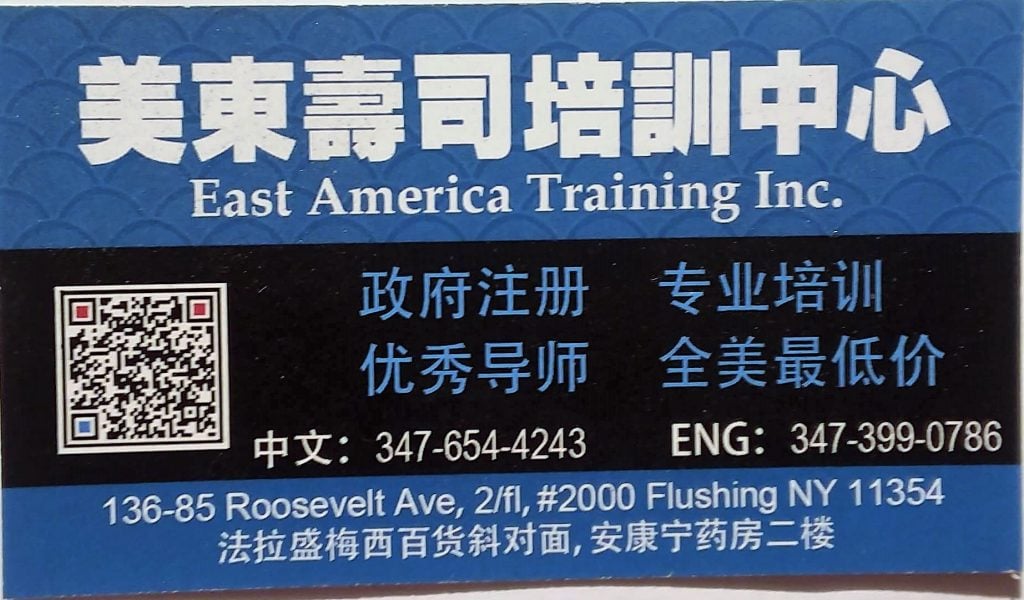 美東壽司培訓中心
East America Training Inc.
政府注册 专业培训
优秀导师 全美最低价
中文：347-654-4243 ENG：347-399-0786
136-85 Roosevelt Ave, 2/fl, #2000 Flushing NY 11354
法拉盛梅西百货斜对面, 安康宁药房二楼